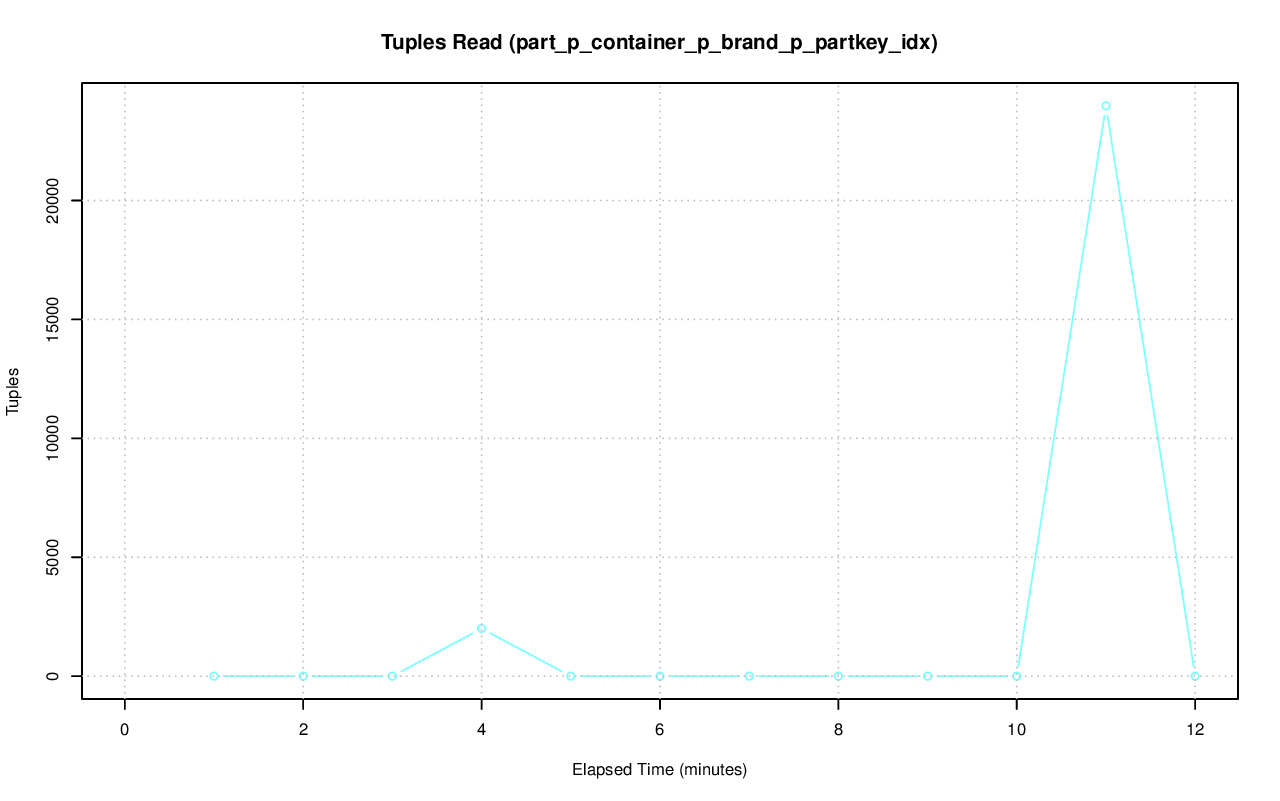 Tuples Read (part_p_container_p_brand_p_partkey_idx)
Tuples
20000
15000
10000
5000
0
0 2 4 6 8 10 12
Elapsed Time (minutes)